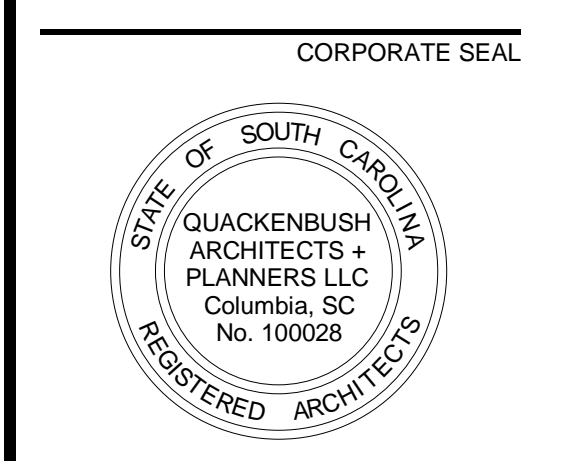 CORPORATE SEAL
STATE OF SOUTH CAROLINA
QUACKENBUSH
ARCHITECTS +
PLANNERS LLC
Columbia, SC
No. 100028
REGISTERED ARCHITECTS